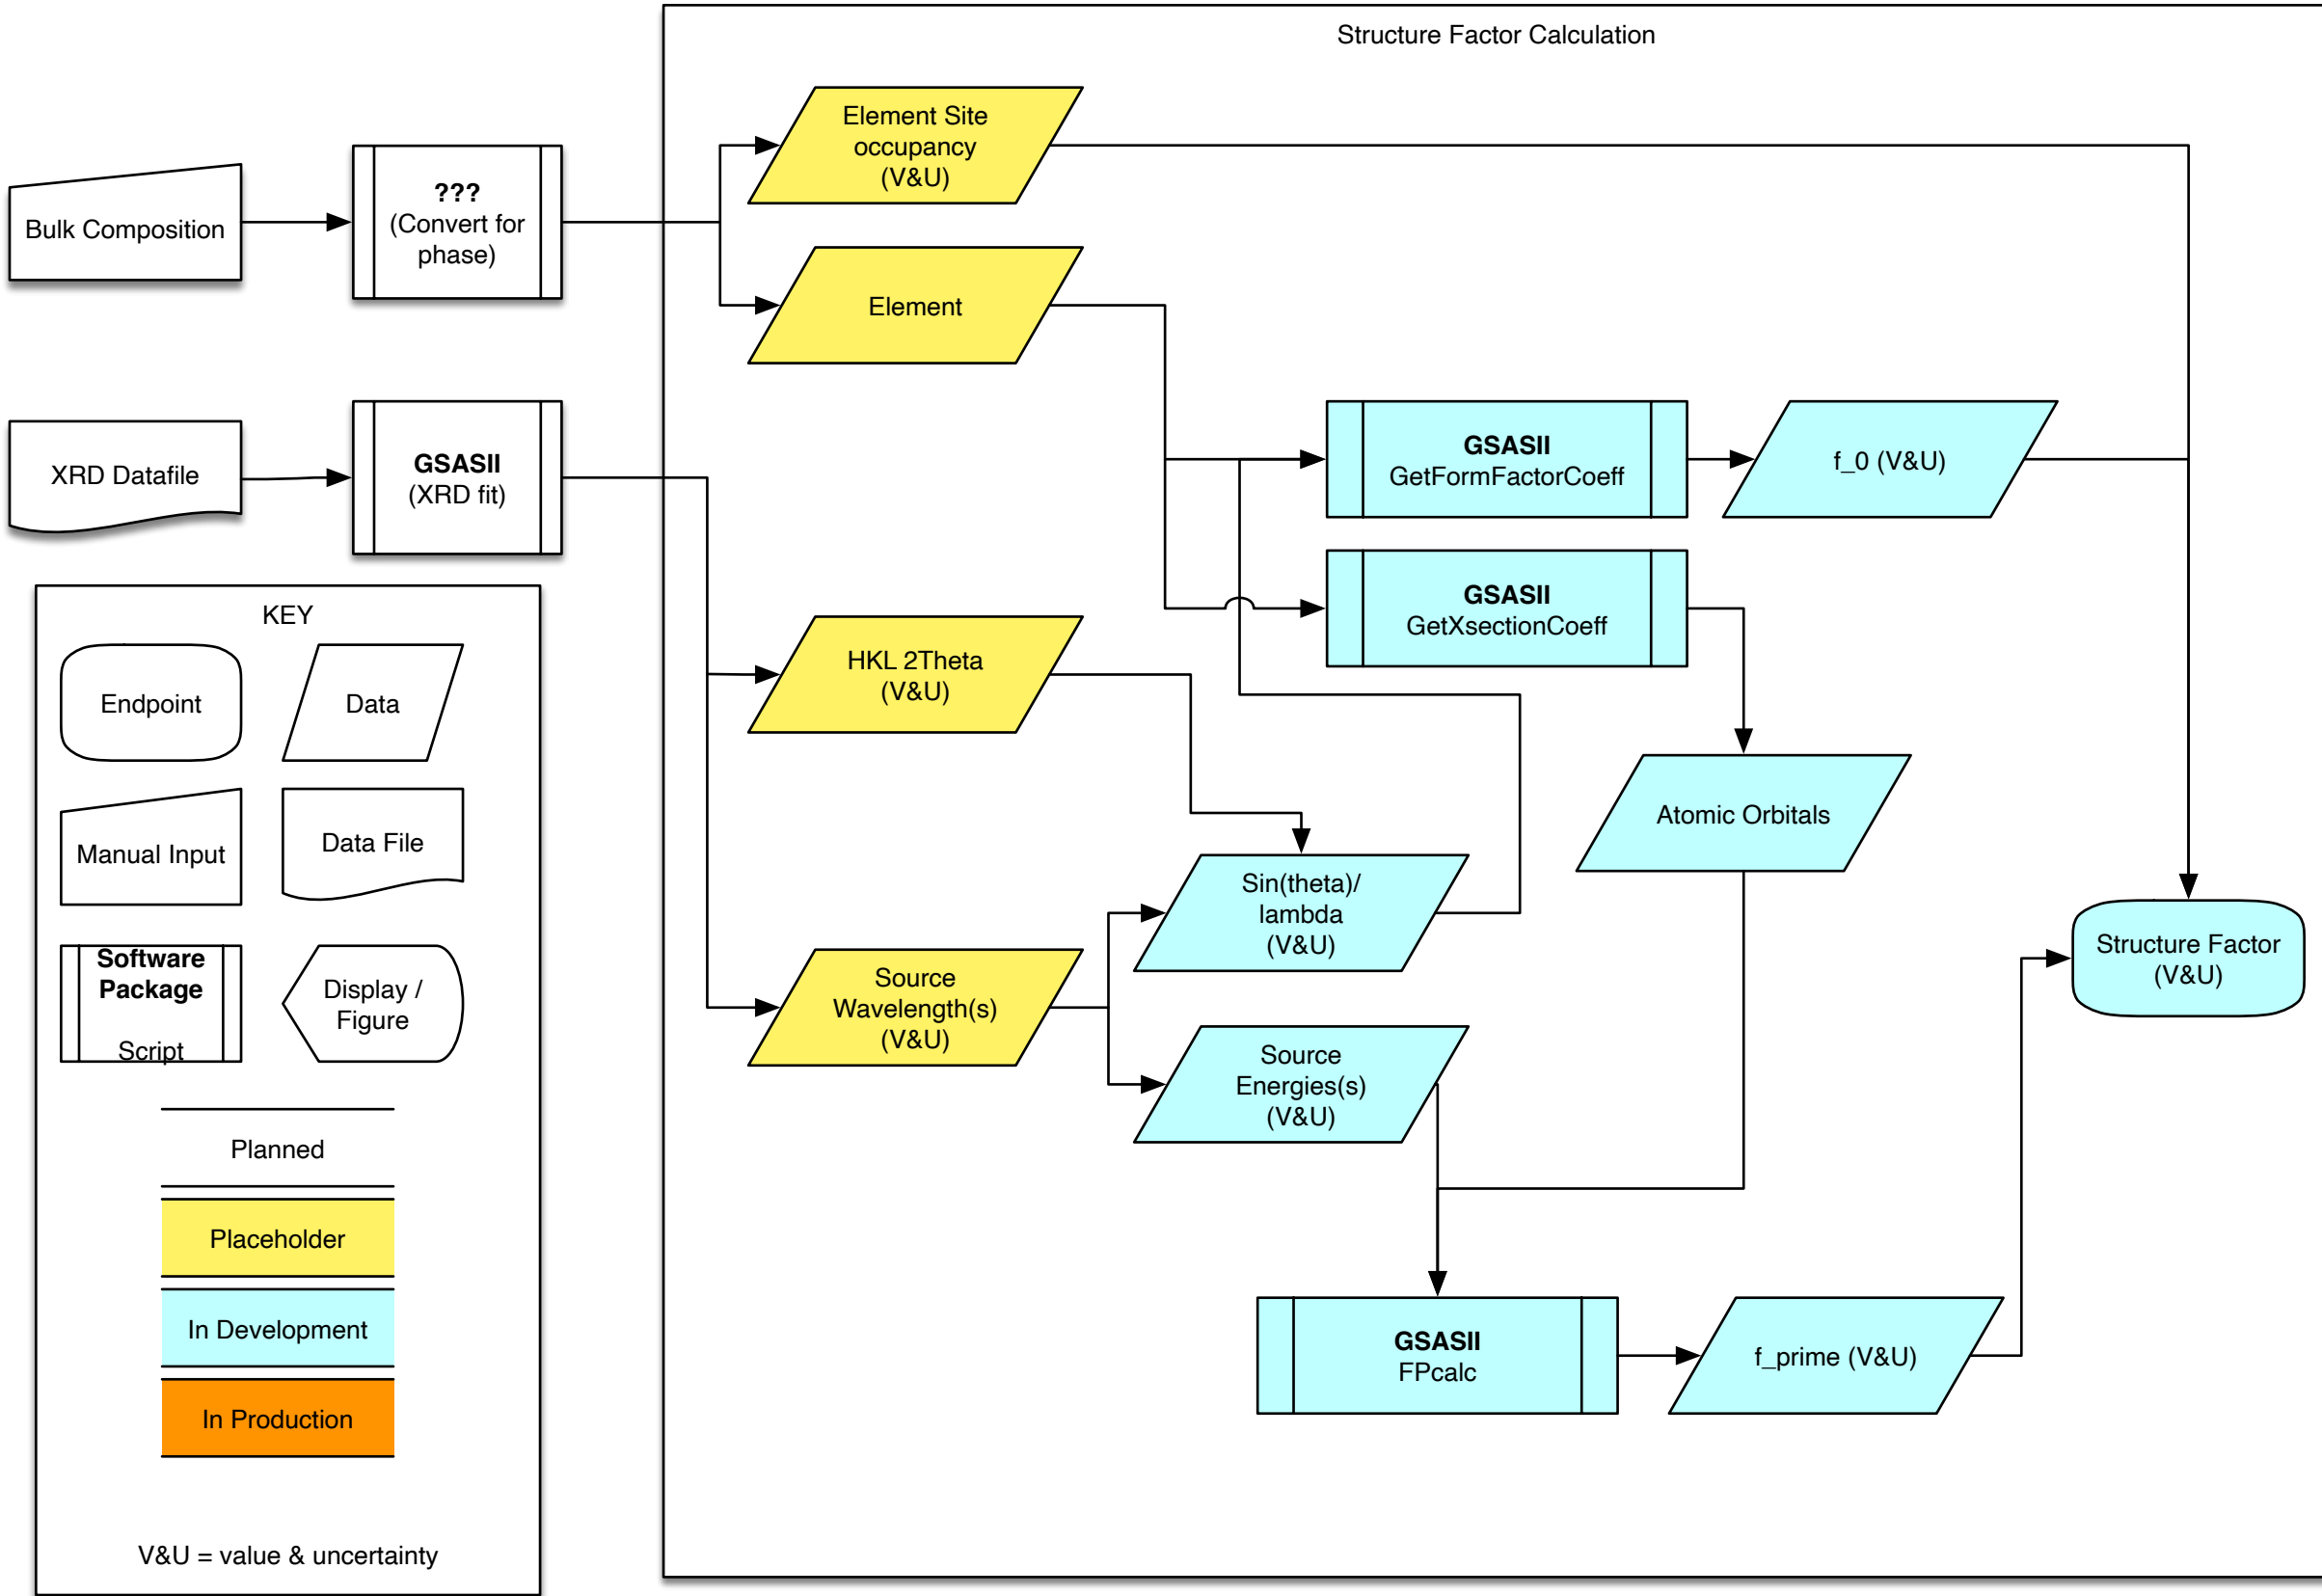 Structure Factor Calculation
Element Site
occupancy
(V&U)
Bulk Composition
???
(Convert for
phase)
Element
XRD Datafile
GSASII
(XRD fit)
GSASII
GetFormFactorCoeff
f_0 (V&U)
GSASII
GetXsectionCoeff
HKL 2Theta
(V&U)
Atomic Orbitals
Sin(theta)/
lambda
(V&U)
Source
Wavelength(s)
(V&U)
Structure Factor
(V&U)
Source
Energies(s)
(V&U)
GSASII
FPcalc
f_prime (V&U)
KEY
Endpoint
Data
Manual Input
Data File
Software
Package
Script
Display /
Figure
Planned
Placeholder
In Development
In Production
V&U = value & uncertainty